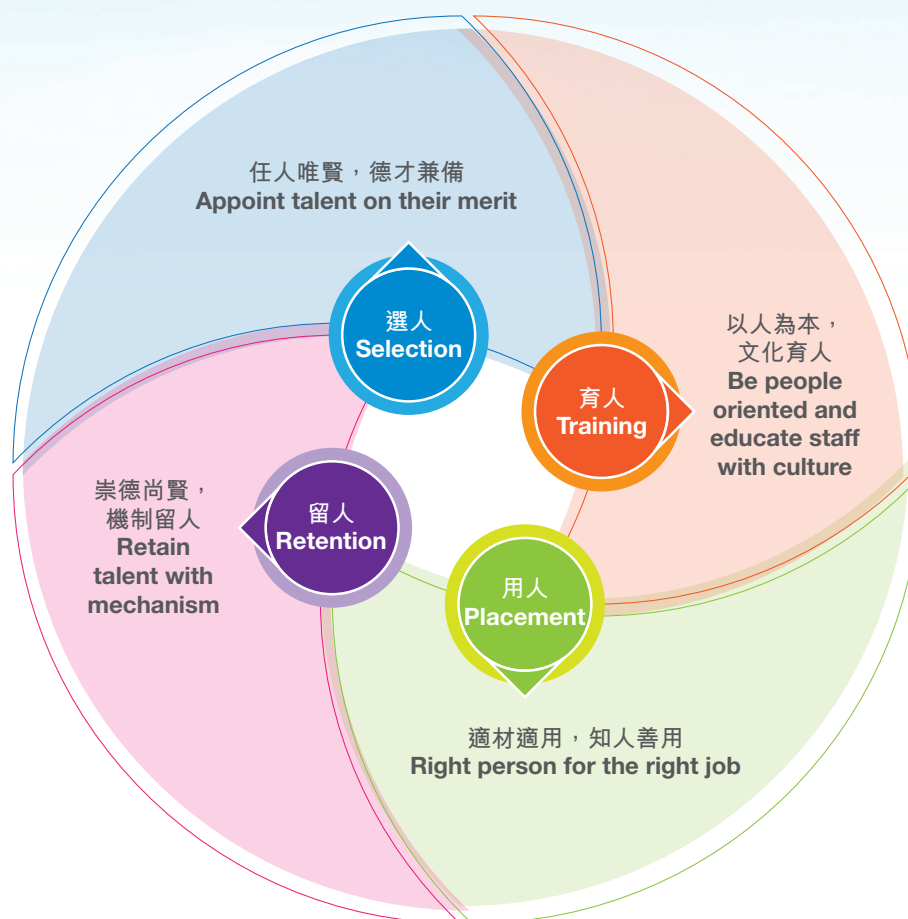 任人唯賢，德才兼備
Appoint talent on their merit
選人
Selection
育人
Training
以人為本，
文化育人
Be people
oriented and
educate staff
with culture
崇德尚賢，
機制留人
Retain
talent with
mechanism
留人
Retention
用人
Placement
適材適用，知人善用
Right person for the right job